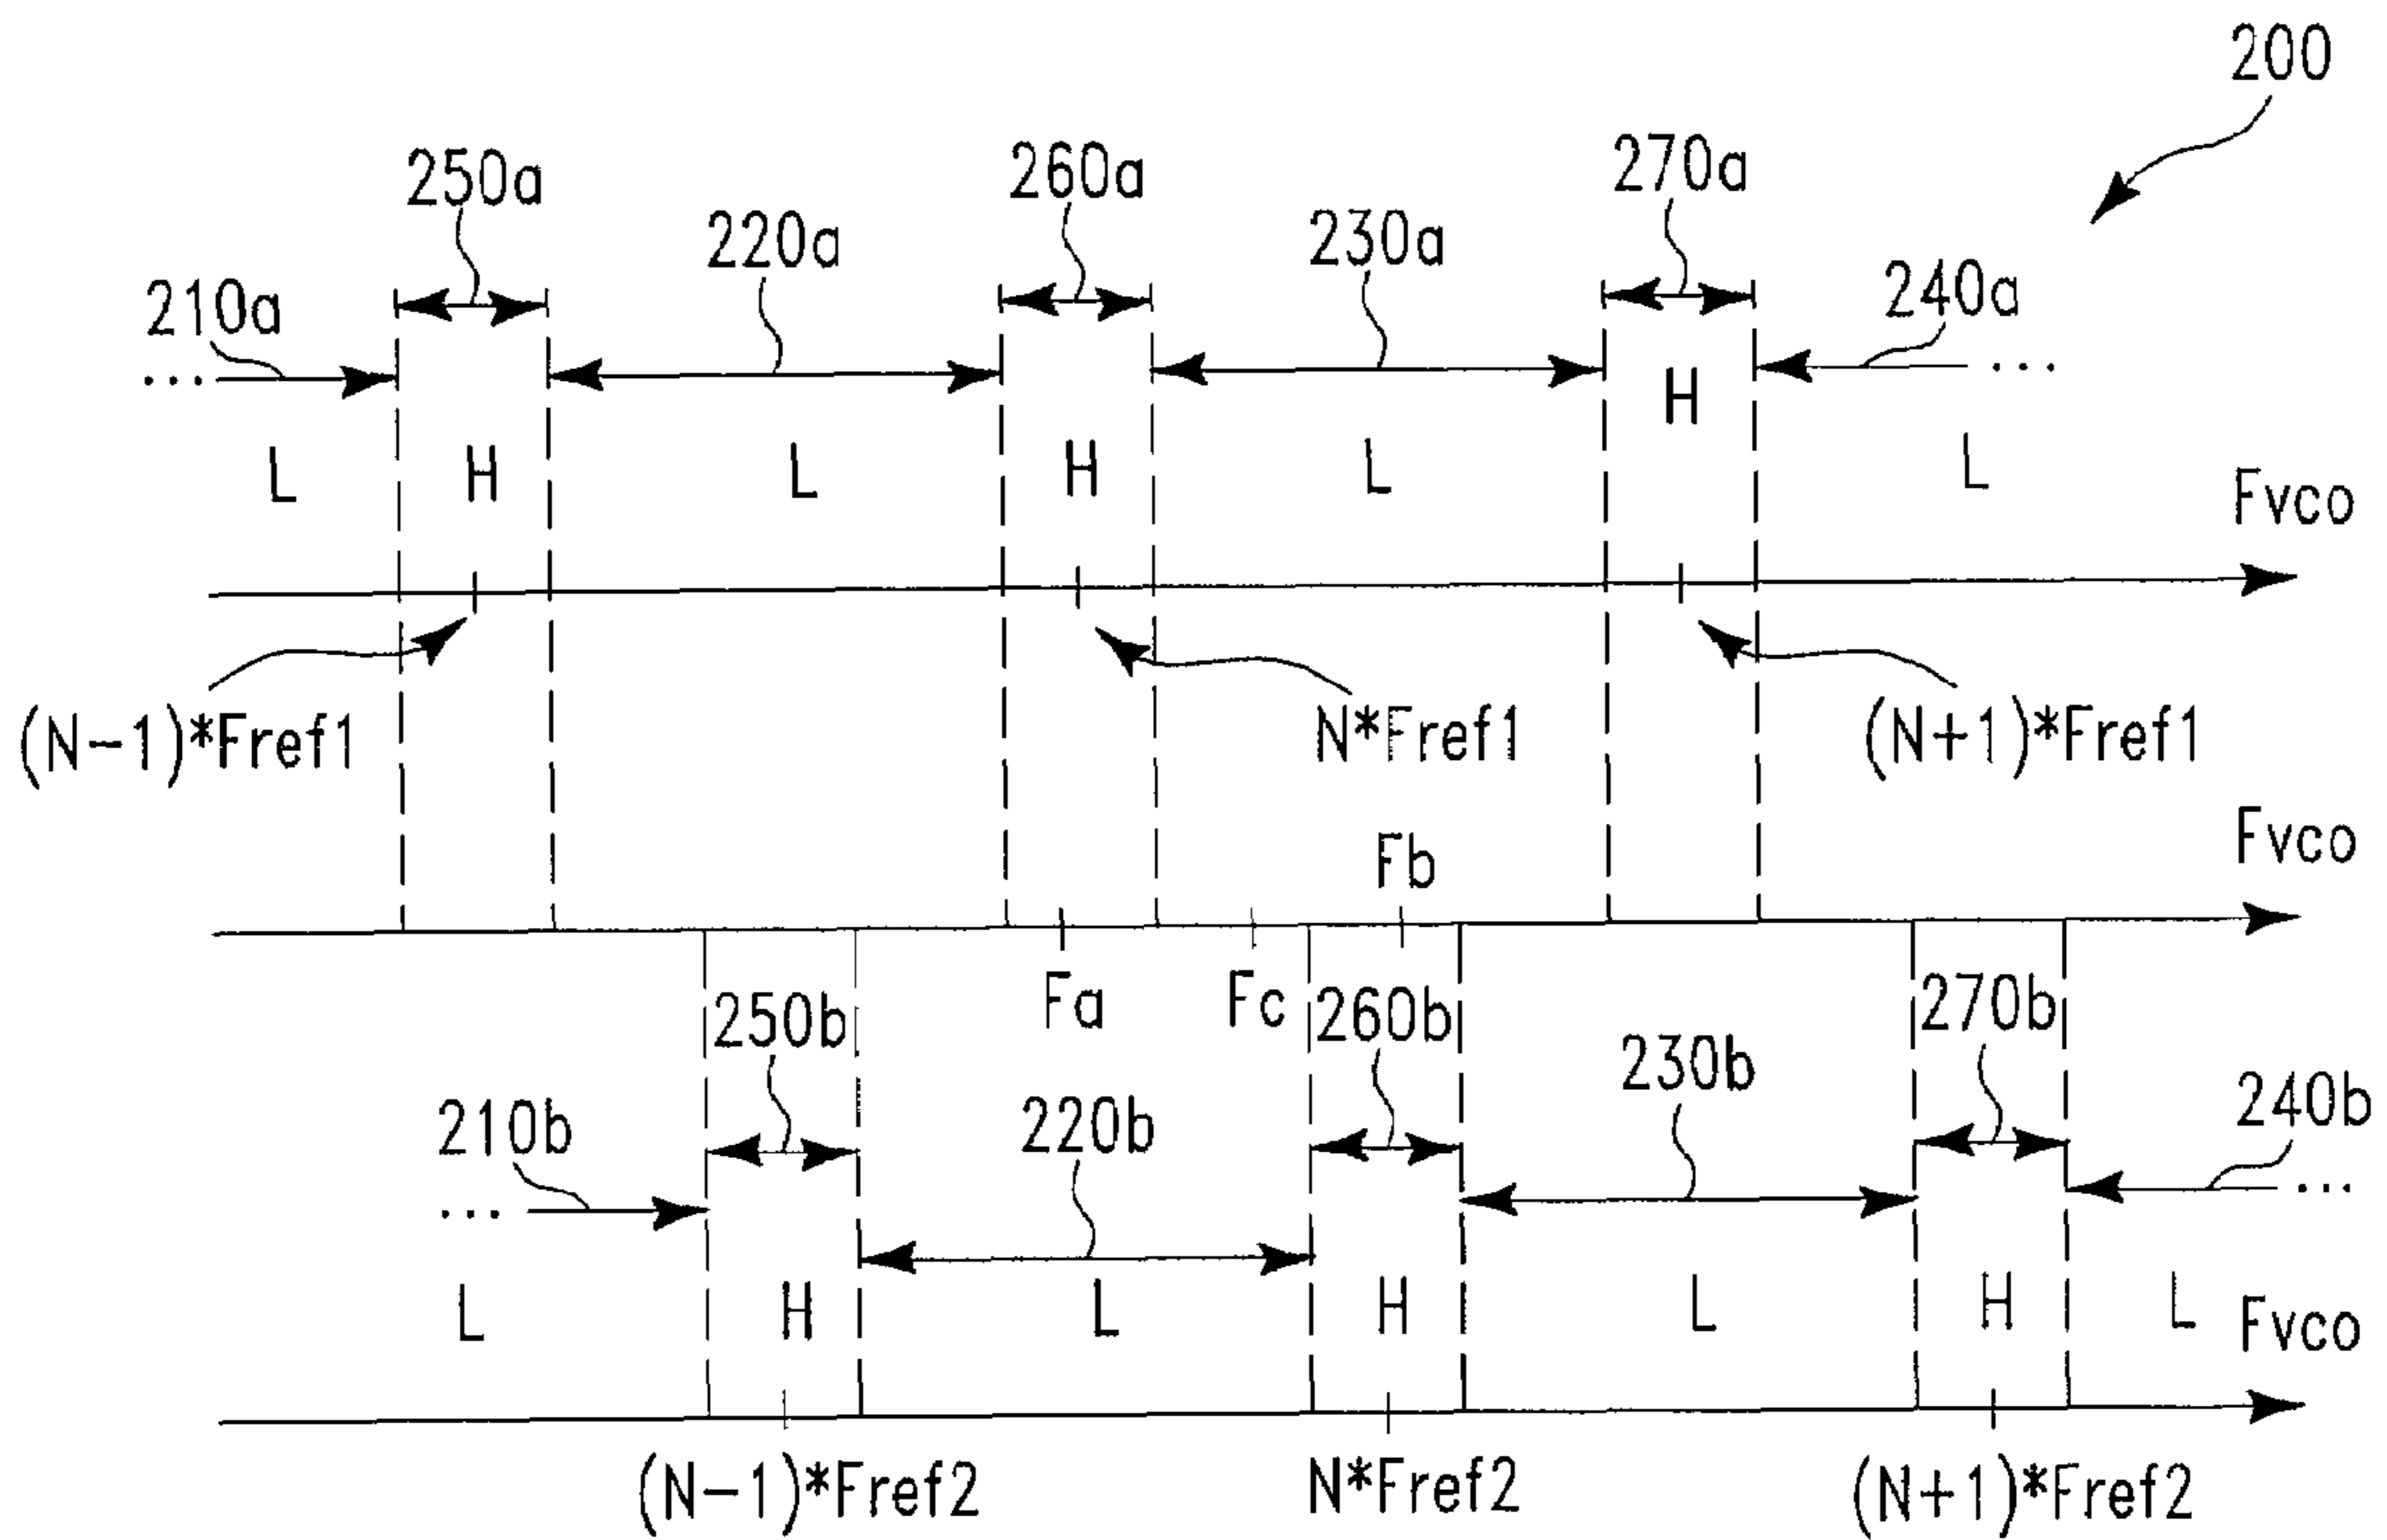 200
250a
260a
270a
220a
230a
210a
240a
...
...
L
H
L
H
L
H
L
Fvco
(N-1)*Fref1
N*Fref1
(N+1)*Fref1
Fvco
Fb
Fa
Fc
250b
260b
270b
210b
220b
230b
240b
...
...
L
H
L
H
L
H
L
Fvco
(N-1)*Fref2
N*Fref2
(N+1)*Fref2